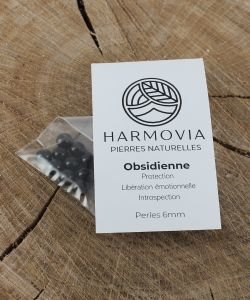 HARMOVIA
PIERRES NATURELLES
Obsidienne
Protection
Libération émotionnelle
Introspection
Perles 6mm